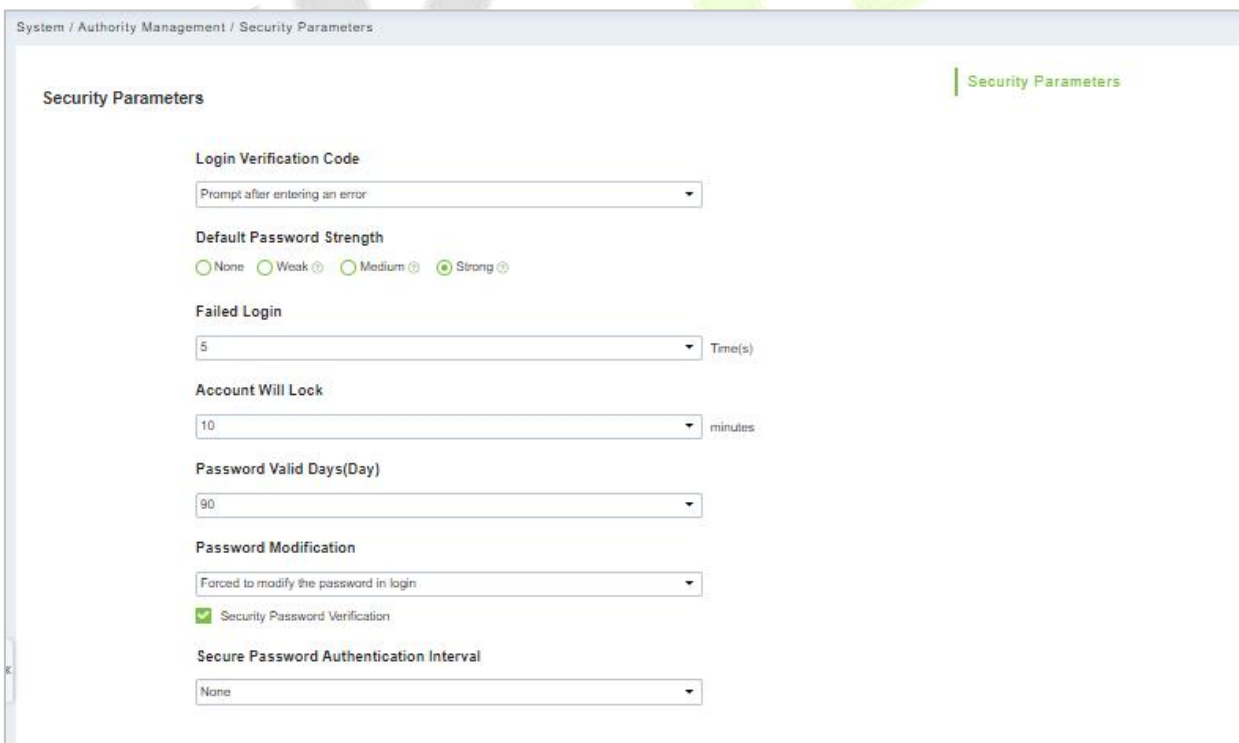 System / Authority Management / Security Parameters
Security Parameters
Security Parameters
Login Verification Code
Prompt after entering an error
Default Password Strength
None Weak Medium Strong
Failed Login
5 Time(s)
Account Will Lock
10 minutes
Password Valid Days(Day)
90
Password Modification
Forced to modify the password in login
Security Password Verification
Secure Password Authentication Interval
None